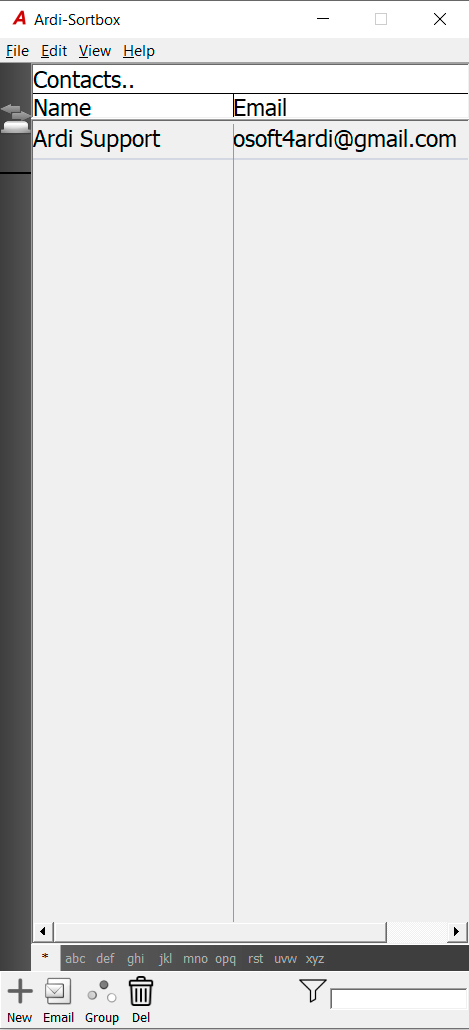 A Ardi-Sortbox
File Edit View Help
Contacts..
Name Email
Ardi Support osoft4ardi@gmail.com
* abc def ghi jkl mno opq rst uvw xyz
New Email Group Del